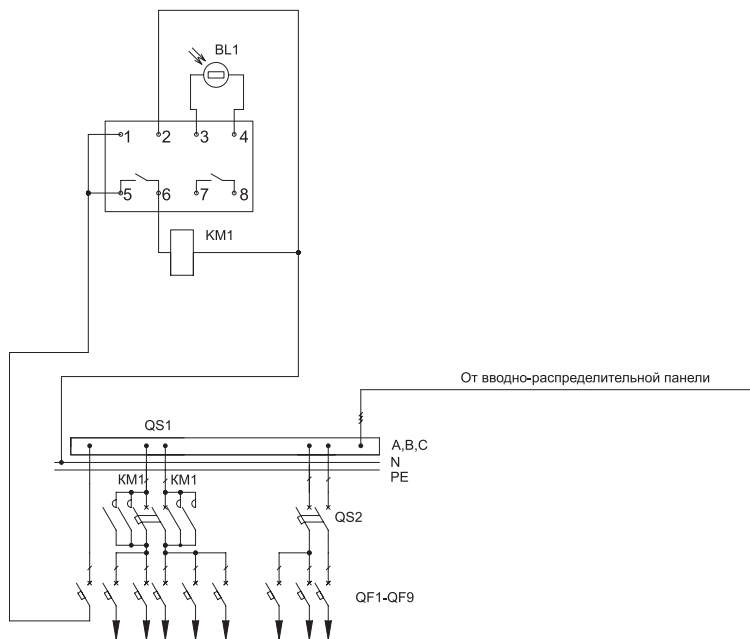 BL1
1 2 3 4
5 6 7 8
KM1
От вводно-распределительной панели
QS1
A,B,C
N
PE
KM1 KM1
QS2
QF1-QF9